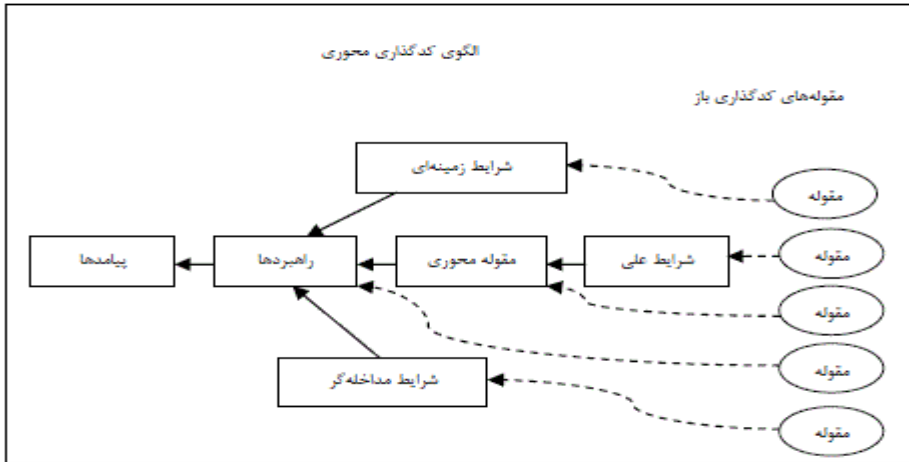 الگوی کدگذاری محوری
مقوله‌های کدگذاری باز
شرایط زمینه‌ای
مقوله
مقوله
شرایط علی
مقوله محوری
راهبردها
پیامدها
مقوله
مقوله
شرایط مداخله‌گر
مقوله